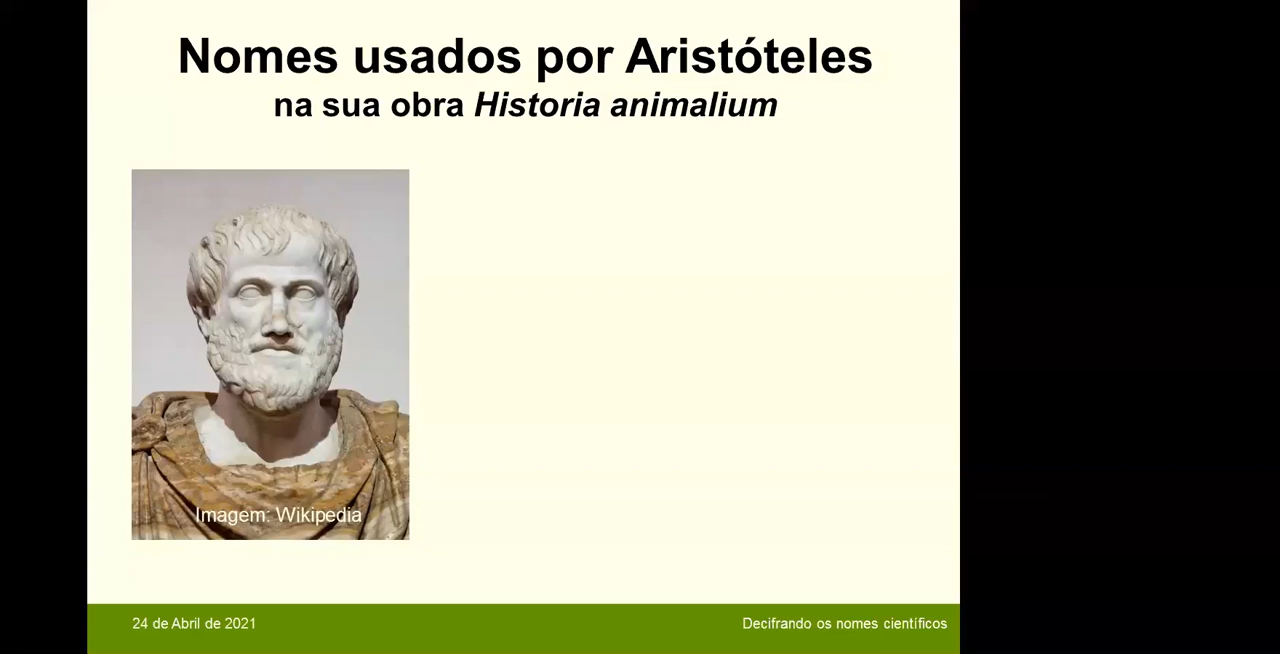 Nomes usados por Aristóteles
na sua obra Historia animalium
Imagem: Wikipedia
24 de Abril de 2021
Decifrando os nomes científicos